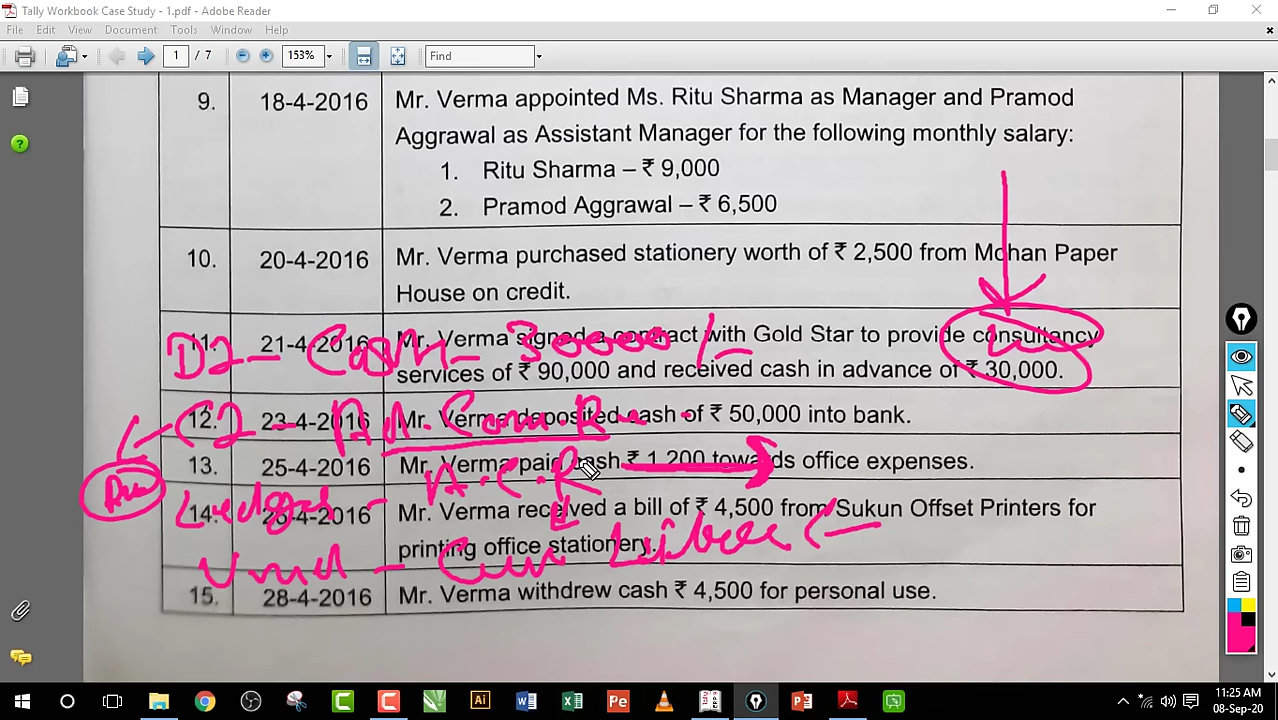 Tally Workbook Case Study - 1.pdf - Adobe Reader
File Edit View Document Tools Window Help
1 / 7 153% Find
9. 18-4-2016 Mr. Verma appointed Ms. Ritu Sharma as Manager and Pramod
Aggrawal as Assistant Manager for the following monthly salary:
1. Ritu Sharma – ₹ 9,000
2. Pramod Aggrawal – ₹ 6,500
10. 20-4-2016 Mr. Verma purchased stationery worth of ₹ 2,500 from Mohan Paper
House on credit.
11. 21-4-2016 Mr. Verma signed a contract with Gold Star to provide consultancy
services of ₹ 90,000 and received cash in advance of ₹ 30,000.
12. 23-4-2016 Mr. Verma deposited cash of ₹ 50,000 into bank.
13. 25-4-2016 Mr. Verma paid cash ₹ 1,200 towards office expenses.
14. 26-4-2016 Mr. Verma received a bill of ₹ 4,500 from Sukun Offset Printers for
printing office stationery.
15. 28-4-2016 Mr. Verma withdrew cash ₹ 4,500 for personal use.
Cash - 30000/-
A.C.R
11:25 AM
08-Sep-20